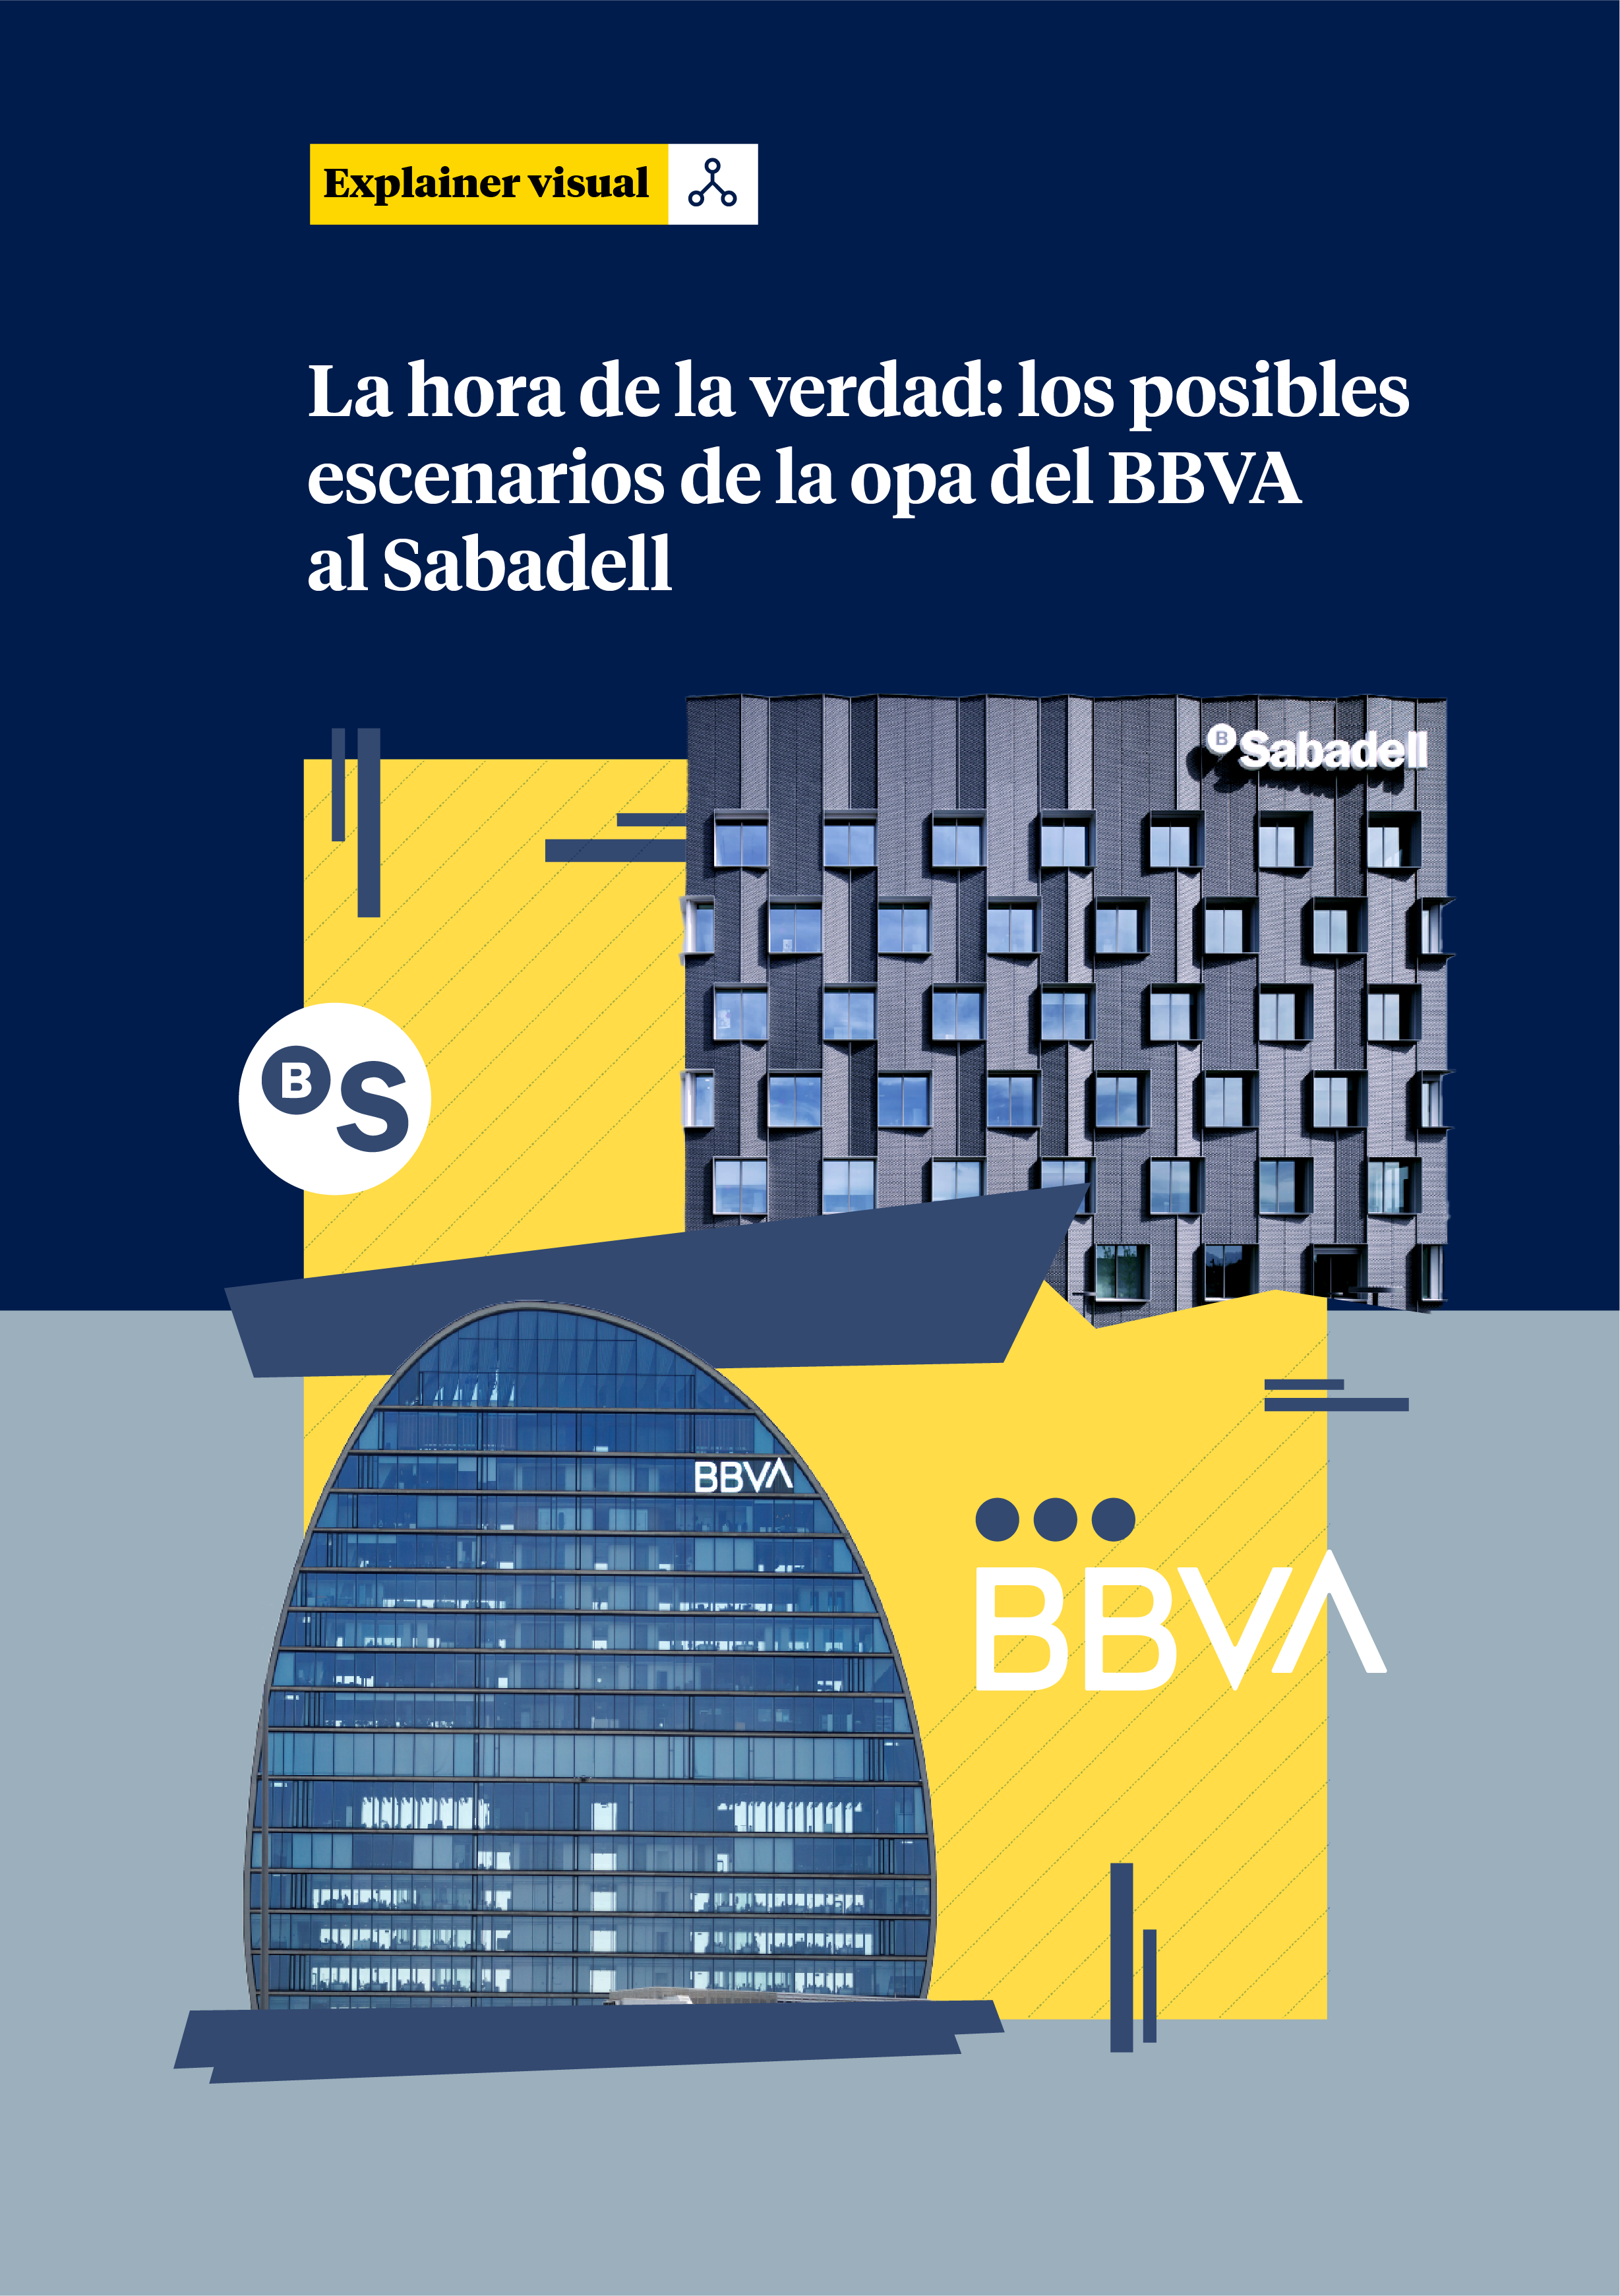 Explainer visual
La hora de la verdad: los posibles
escenarios de la opa del BBVA
al Sabadell
B Sabadell
B S
BBVA
BBVA